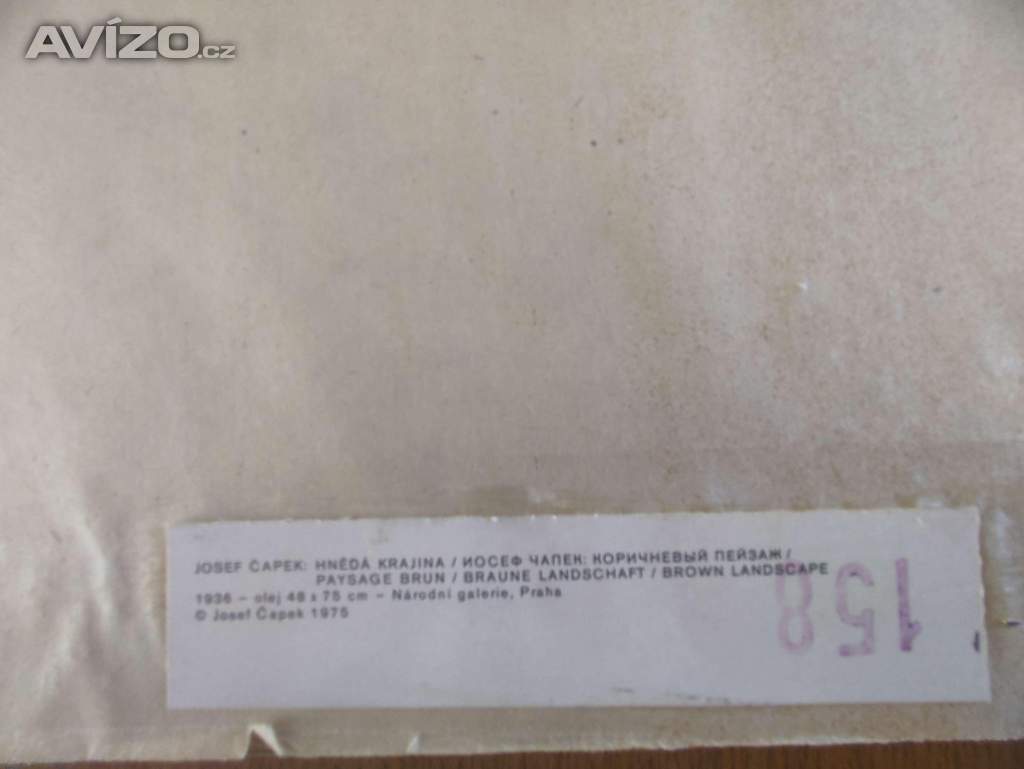 AVÍZO.cz
JOSEF ČAPEK: HNĚDÁ KRAJINA / ИОСЕФ ЧАПЕК: КОРИЧНЕВЫЙ ПЕЙЗАЖ /
PAYSAGE BRUN / BRAUNE LANDSCHAFT / BROWN LANDSCAPE
1936 – olej 48 x 75 cm – Národní galerie, Praha
© Josef Čapek 1975
158